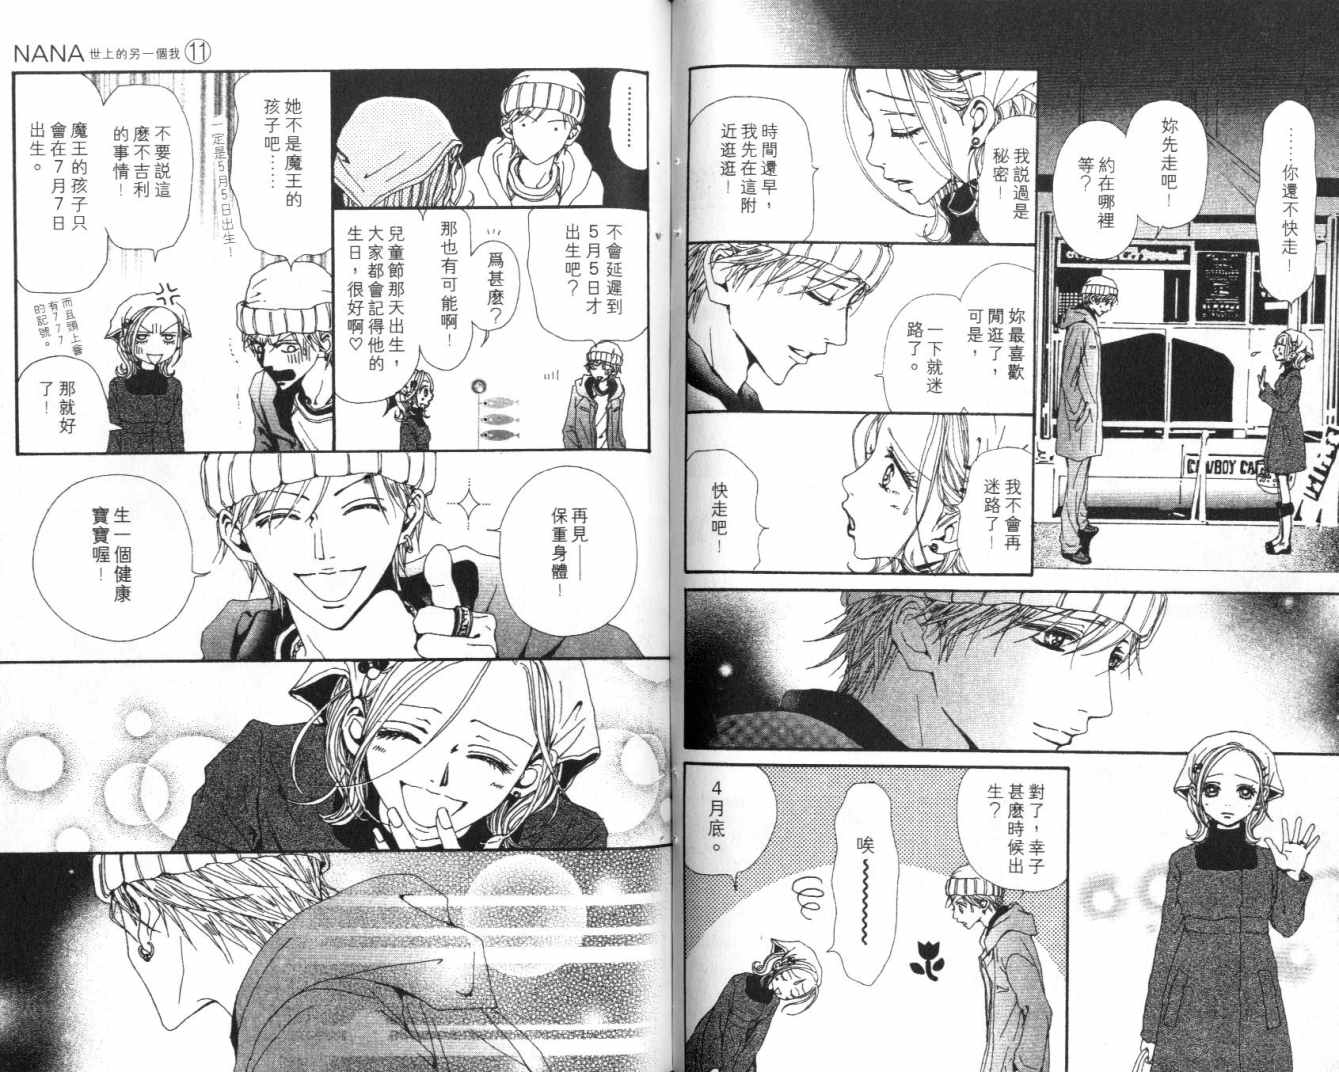 NANA 世上的另一個我 11
……你還不快走！
妳先走吧！
約在哪裡
等？
COWBOY
我說過是
秘密！
時間還早，
我先在這附
近逛逛！
妳最喜歡
閒逛了，
可是，
一下就迷
路了。
我不會再
迷路了！
快走吧！
對了，幸子
甚麼時候出
生？
唉～～～～
4月底。
…………
不會延遲到
5月5日才
出生吧？
爲甚麼？
那也有可能啊！
兒童節那天出生，
大家都會記得他的
生日，很好啊♡
她不是魔王的
孩子吧……
一定是5月5日出生！
不要說這
麼不吉利
的事情！
魔王的孩子只
會在7月7日
出生。
而且頭上會
有777
的記號。
那就好
了！
再見——
保重身體！
生一個健康
寶寶喔！